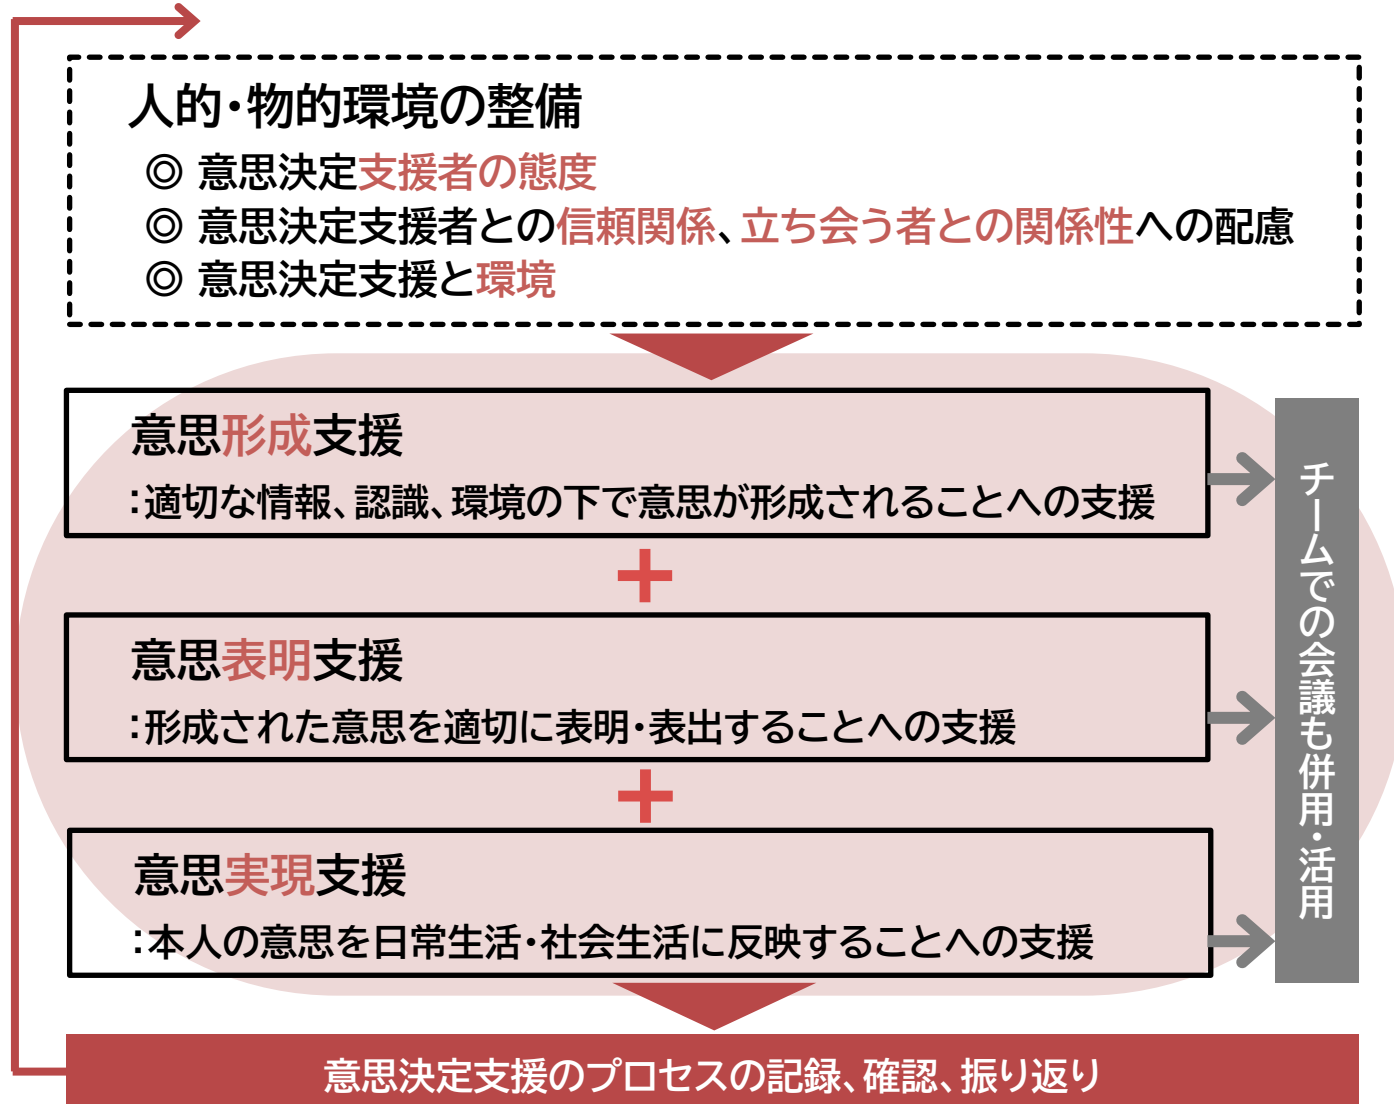 人的・物的環境の整備
◎ 意思決定支援者の態度
◎ 意思決定支援者との信頼関係、立ち会う者との関係性への配慮
◎ 意思決定支援と環境
意思形成支援
：適切な情報、認識、環境の下で意思が形成されることへの支援
＋
意思表明支援
：形成された意思を適切に表明・表出することへの支援
＋
意思実現支援
：本人の意思を日常生活・社会生活に反映することへの支援
チームでの会議も併用・活用
意思決定支援のプロセスの記録、確認、振り返り